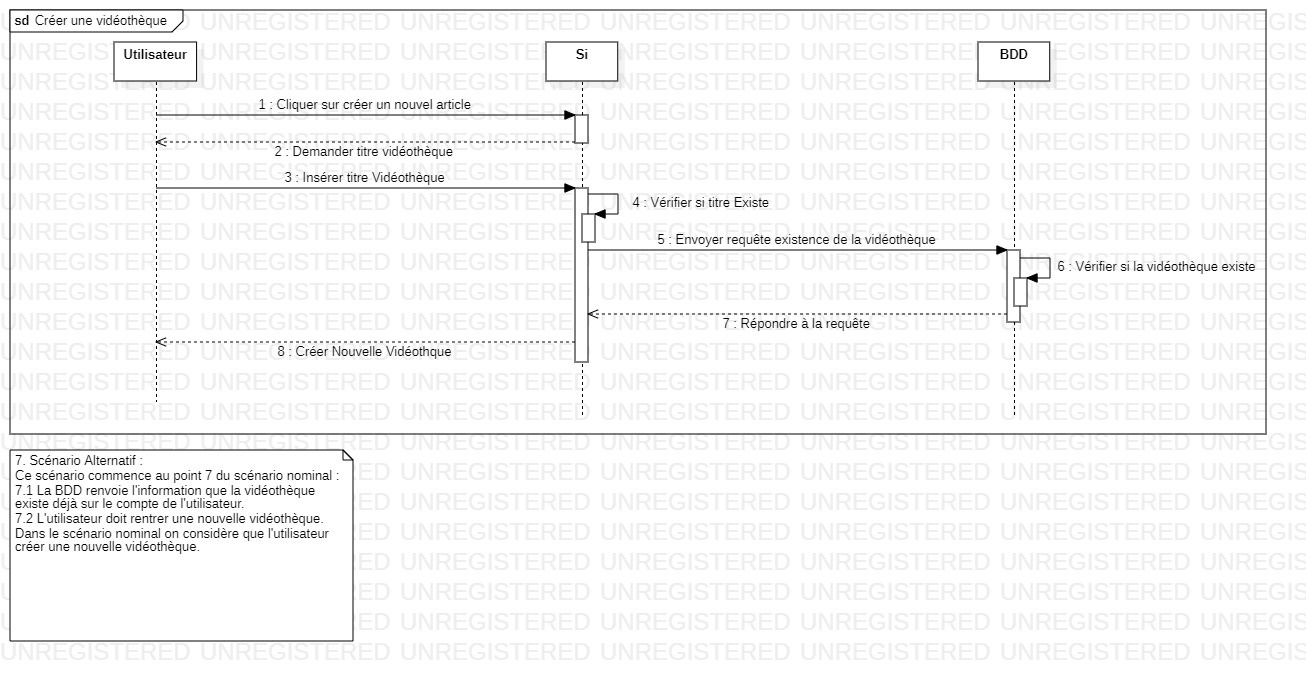 sd Créer une vidéothèque
Utilisateur
Si
BDD
1 : Cliquer sur créer un nouvel article
2 : Demander titre vidéothèque
3 : Insérer titre Vidéothèque
4 : Vérifier si titre Existe
5 : Envoyer requête existence de la vidéothèque
6 : Vérifier si la vidéothèque existe
7 : Répondre à la requête
8 : Créer Nouvelle Vidéothque
7. Scénario Alternatif :
Ce scénario commence au point 7 du scénario nominal :
7.1 La BDD renvoie l'information que la vidéothèque
existe déjà sur le compte de l'utilisateur.
7.2 L'utilisateur doit rentrer une nouvelle vidéothèque.
Dans le scénario nominal on considère que l'utilisateur
créer une nouvelle vidéothèque.
UNREGISTERED